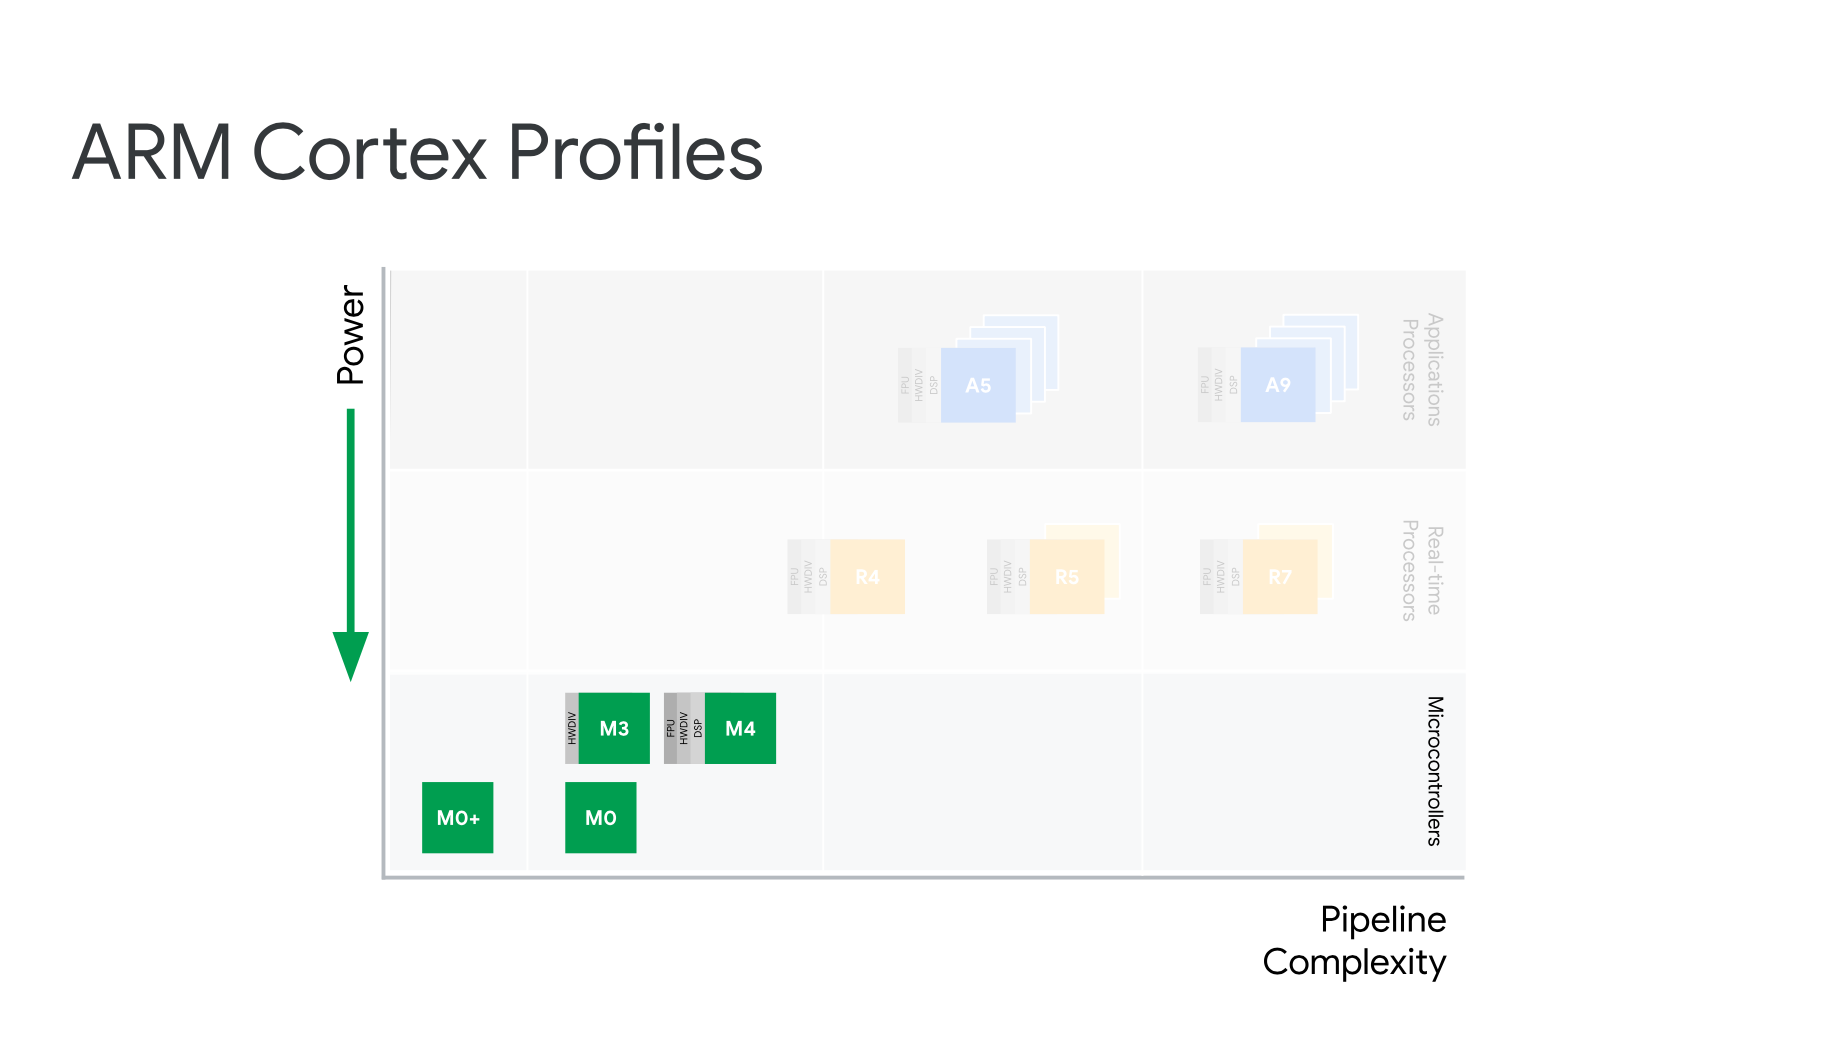 ARM Cortex Profiles
Power
FPU
HWDIV
DSP
A5
FPU
HWDIV
DSP
A9
Applications
Processors
FPU
HWDIV
DSP
R4
FPU
HWDIV
DSP
R5
FPU
HWDIV
DSP
R7
Real-time
Processors
HWDIV
M3
FPU
HWDIV
DSP
M4
M0+
M0
Microcontrollers
Pipeline
Complexity